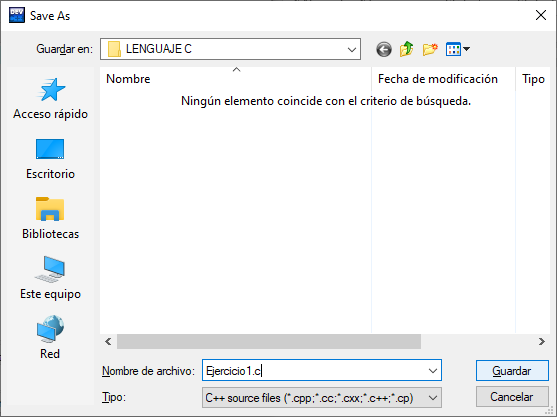 Save As
Guardar en:
LENGUAJE C
Nombre
Fecha de modificación
Tipo
Ningún elemento coincide con el criterio de búsqueda.
Acceso rápido
Escritorio
Bibliotecas
Este equipo
Red
Nombre de archivo:
Ejercicio1.c
Guardar
Tipo:
C++ source files (*.cpp;*.cc;*.cxx;*.c++;*.cp)
Cancelar